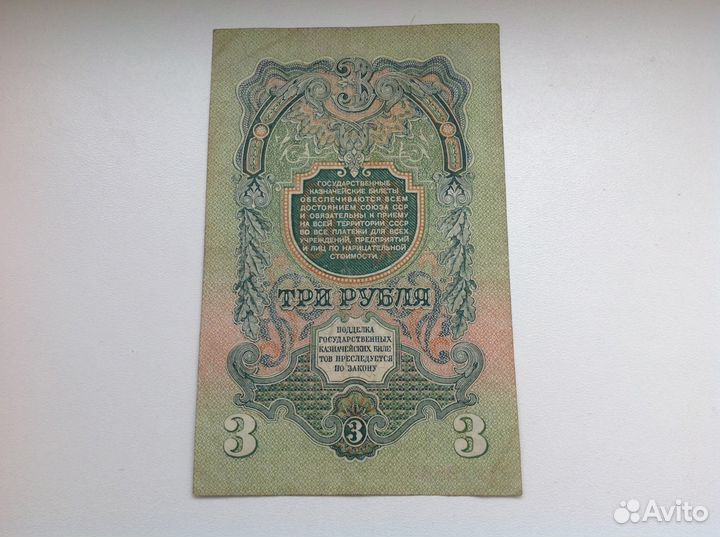 3
ГОСУДАРСТВЕННЫЕ
КАЗНАЧЕЙСКИЕ БИЛЕТЫ
ОБЕСПЕЧИВАЮТСЯ ВСЕМ
ДОСТОЯНИЕМ СОЮЗА ССР
И ОБЯЗАТЕЛЬНЫ К ПРИЕМУ
НА ВСЕЙ ТЕРРИТОРИИ СССР
ВО ВСЕ ПЛАТЕЖИ ДЛЯ ВСЕХ
УЧРЕЖДЕНИЙ, ПРЕДПРИЯТИЙ
И ЛИЦ ПО НАРИЦАТЕЛЬНОЙ
СТОИМОСТИ.
ТРИ РУБЛЯ
ПОДДЕЛКА
ГОСУДАРСТВЕННЫХ
КАЗНАЧЕЙСКИХ БИЛЕ
ТОВ ПРЕСЛЕДУЕТСЯ
ПО ЗАКОНУ
3 3 3
Avito